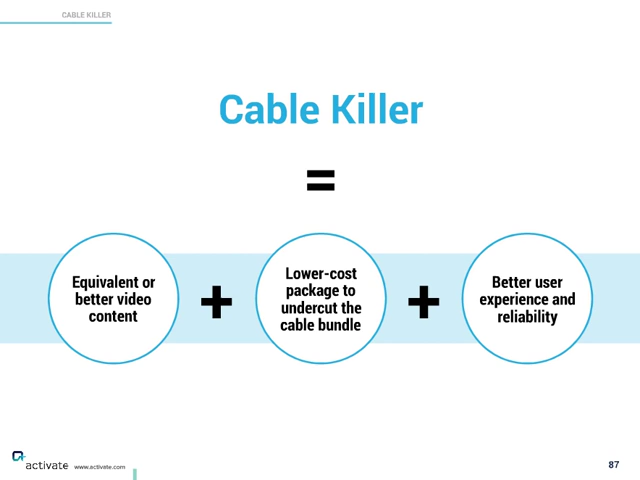 CABLE KILLER
Cable Killer
=
Equivalent or
better video
content
+
Lower-cost
package to
undercut the
cable bundle
+
Better user
experience and
reliability
activate www.activate.com
87